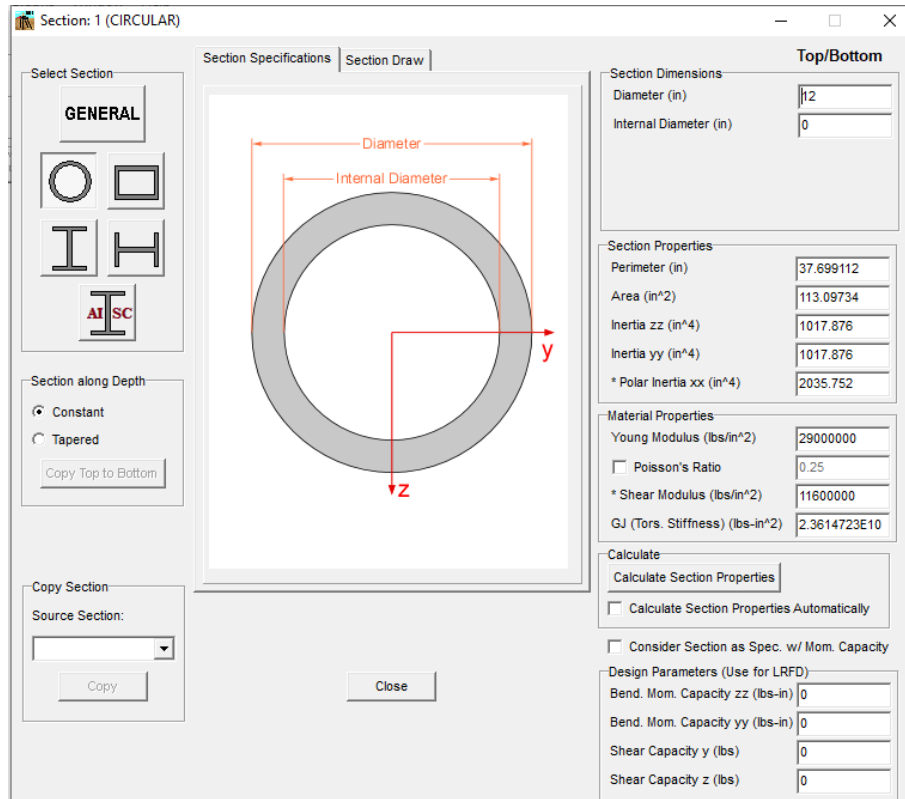 Section: 1 (CIRCULAR)
Select Section
GENERAL
AI SC
Section along Depth
Constant
Tapered
Copy Top to Bottom
Copy Section
Source Section:
Copy
Section Specifications
Section Draw
Diameter
Internal Diameter
y
z
Close
Top/Bottom
Section Dimensions
Diameter (in) 12
Internal Diameter (in) 0
Section Properties
Perimeter (in) 37.699112
Area (in^2) 113.09734
Inertia zz (in^4) 1017.876
Inertia yy (in^4) 1017.876
* Polar Inertia xx (in^4) 2035.752
Material Properties
Young Modulus (lbs/in^2) 29000000
Poisson's Ratio 0.25
* Shear Modulus (lbs/in^2) 11600000
GJ (Tors. Stiffness) (lbs-in^2) 2.3614723E10
Calculate
Calculate Section Properties
Calculate Section Properties Automatically
Consider Section as Spec. w/ Mom. Capacity
Design Parameters (Use for LRFD)
Bend. Mom. Capacity zz (lbs-in) 0
Bend. Mom. Capacity yy (lbs-in) 0
Shear Capacity y (lbs) 0
Shear Capacity z (lbs) 0